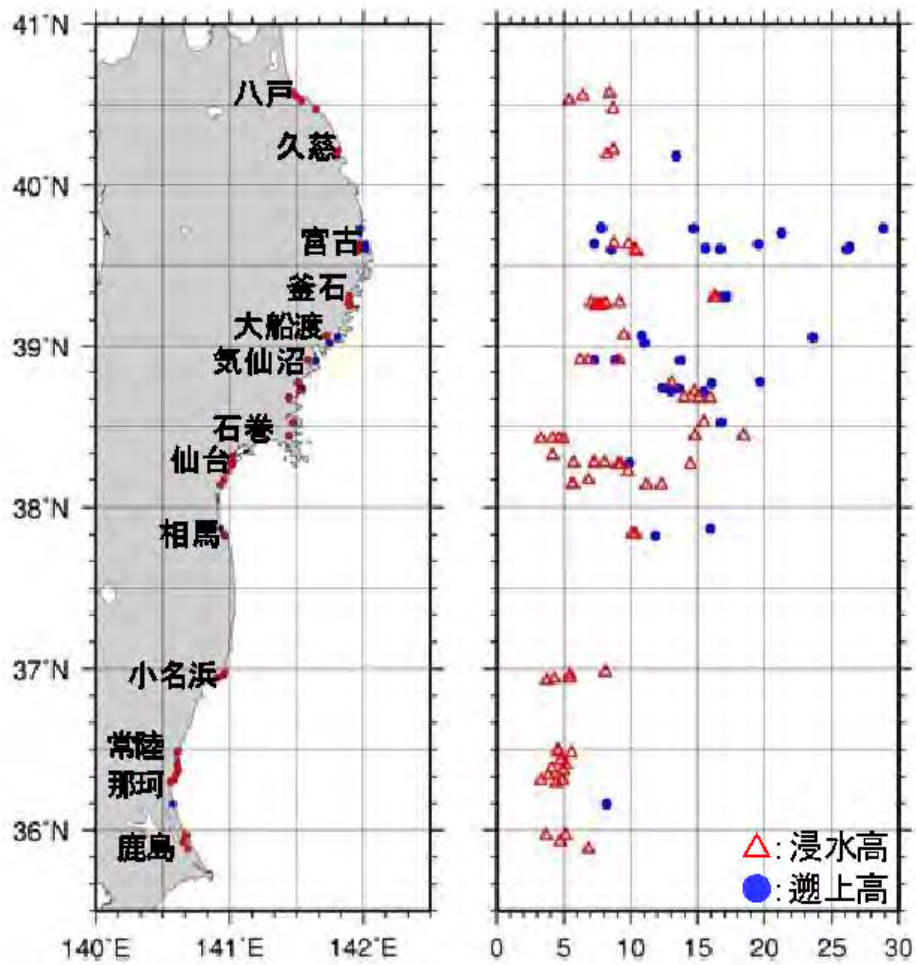 41°N
八戸
久慈
40°N
宮古
釜石
大船渡
39°N
気仙沼
石巻
仙台
38°N
相馬
37°N
小名浜
常陸
那珂
36°N
鹿島
140°E 141°E 142°E
△: 浸水高
●: 遡上高
0 5 10 15 20 25 30